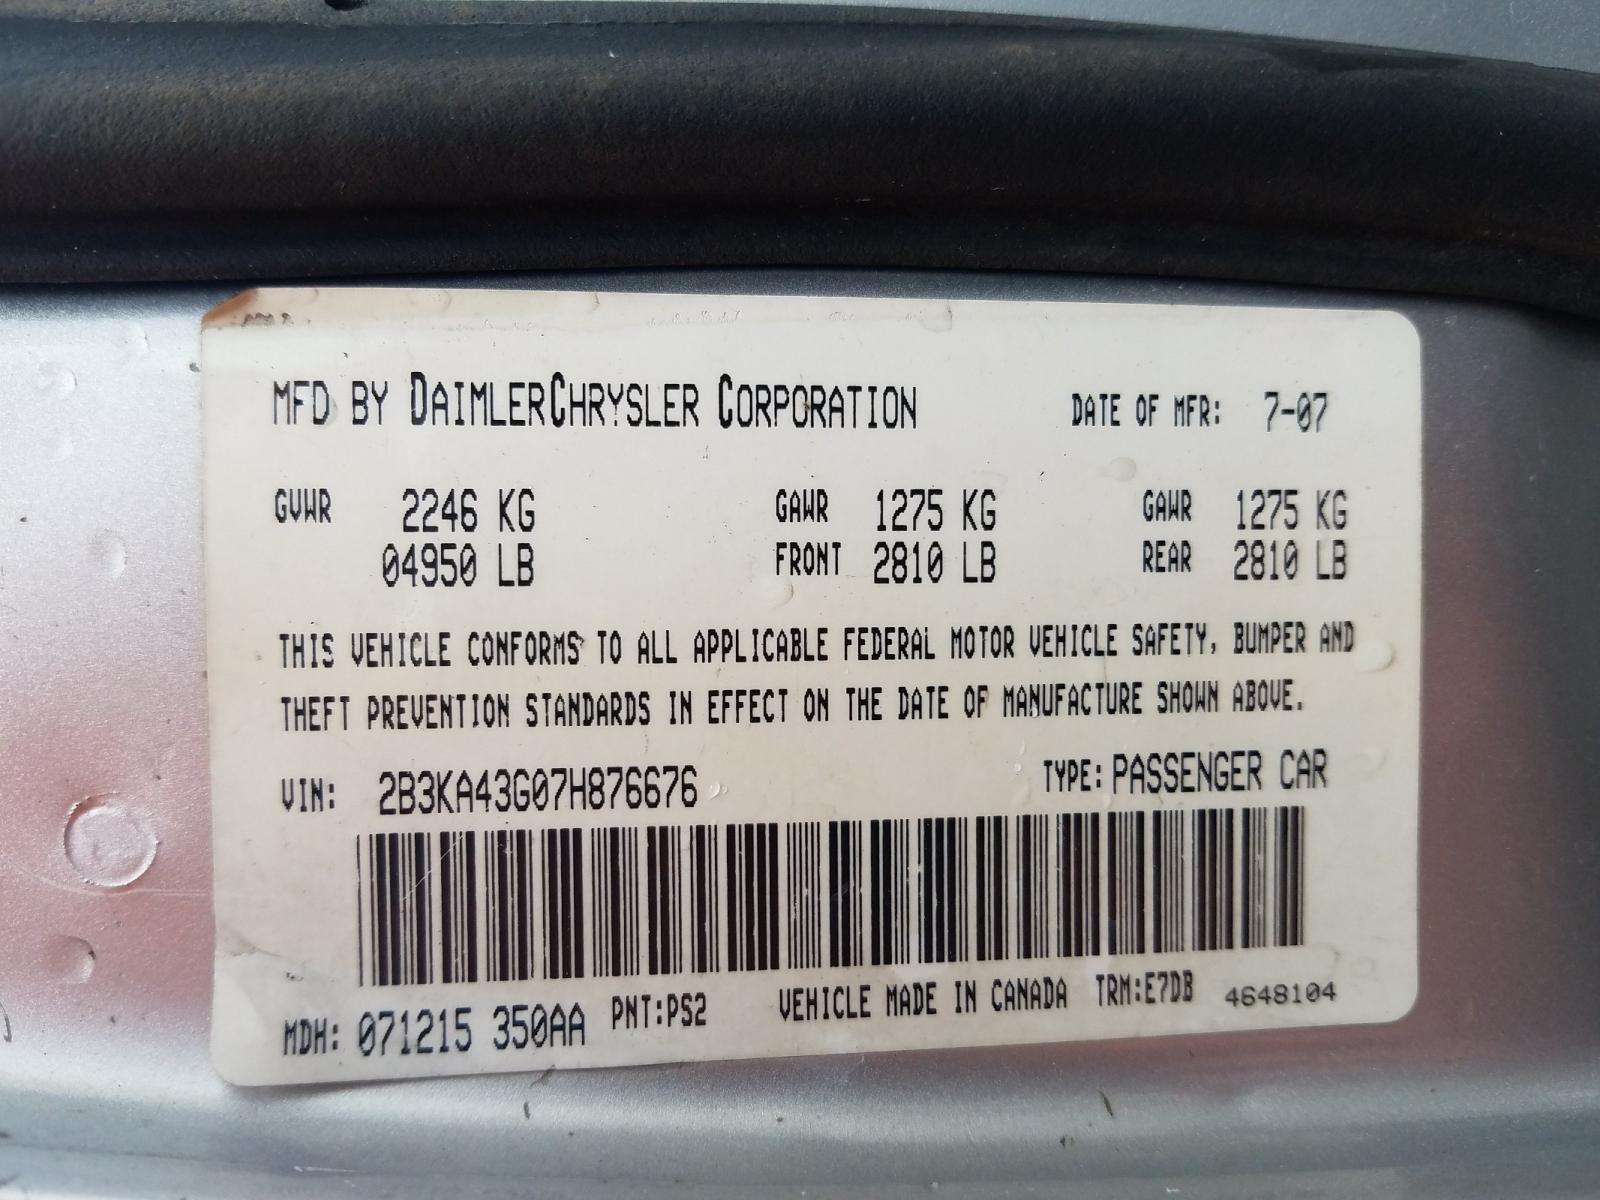 MFD BY DAIMLERCHRYSLER CORPORATION DATE OF MFR: 7-07
GVWR 2246 KG GAWR 1275 KG GAWR 1275 KG
04950 LB FRONT 2810 LB REAR 2810 LB
THIS VEHICLE CONFORMS TO ALL APPLICABLE FEDERAL MOTOR VEHICLE SAFETY, BUMPER AND
THEFT PREVENTION STANDARDS IN EFFECT ON THE DATE OF MANUFACTURE SHOWN ABOVE.
VIN: 2B3KA43G07H876676 TYPE: PASSENGER CAR
MDH: 071215 350AA PNT:PS2 VEHICLE MADE IN CANADA TRM:E7DB 4648104